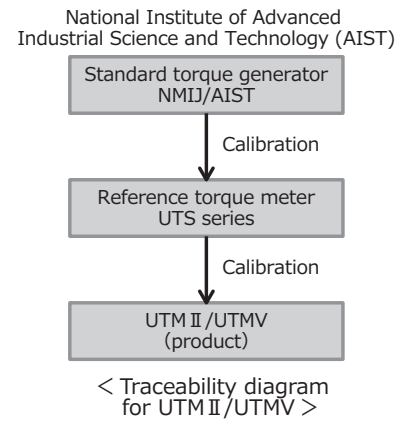 National Institute of Advanced
Industrial Science and Technology (AIST)
Standard torque generator
NMIJ/AIST
Calibration
Reference torque meter
UTS series
Calibration
UTMⅡ/UTMV
(product)
＜Traceability diagram
for UTMⅡ/UTMV＞